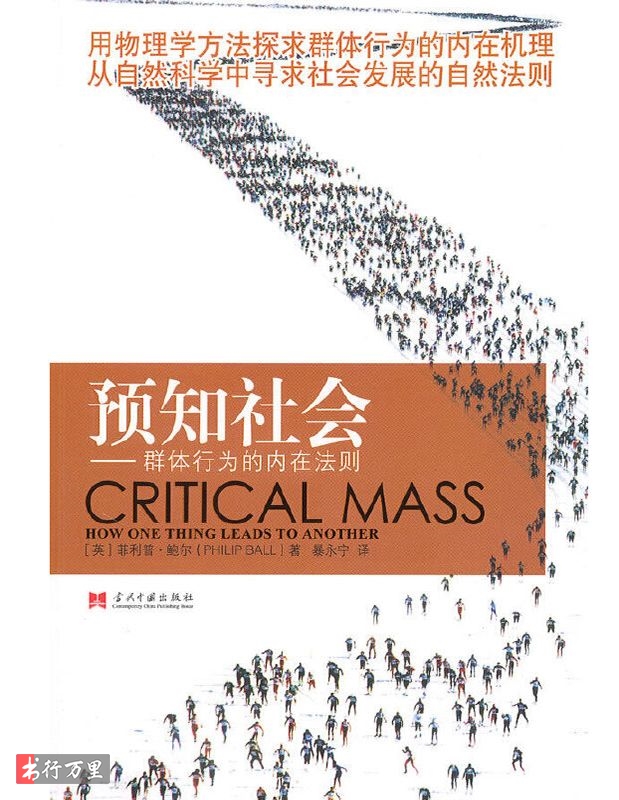 用物理学方法探求群体行为的内在机理
从自然科学中寻求社会发展的自然法则
预知社会
——群体行为的内在法则
CRITICAL MASS
HOW ONE THING LEADS TO ANOTHER
[英]菲利普·鲍尔(PHILIP BALL)著 暴永宁 译
当代中国出版社
Contemporary China Publishing House
书行万里